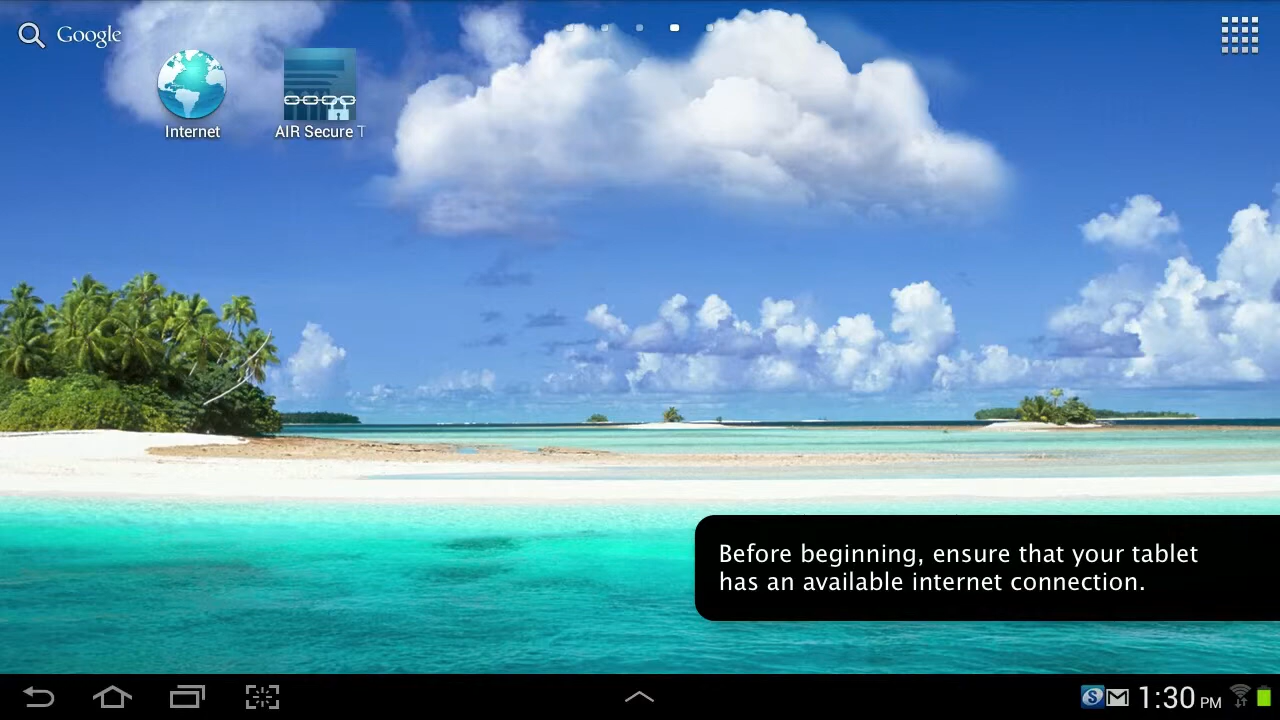 Google
Internet
AIR Secure T
Before beginning, ensure that your tablet
has an available internet connection.
1:30 PM